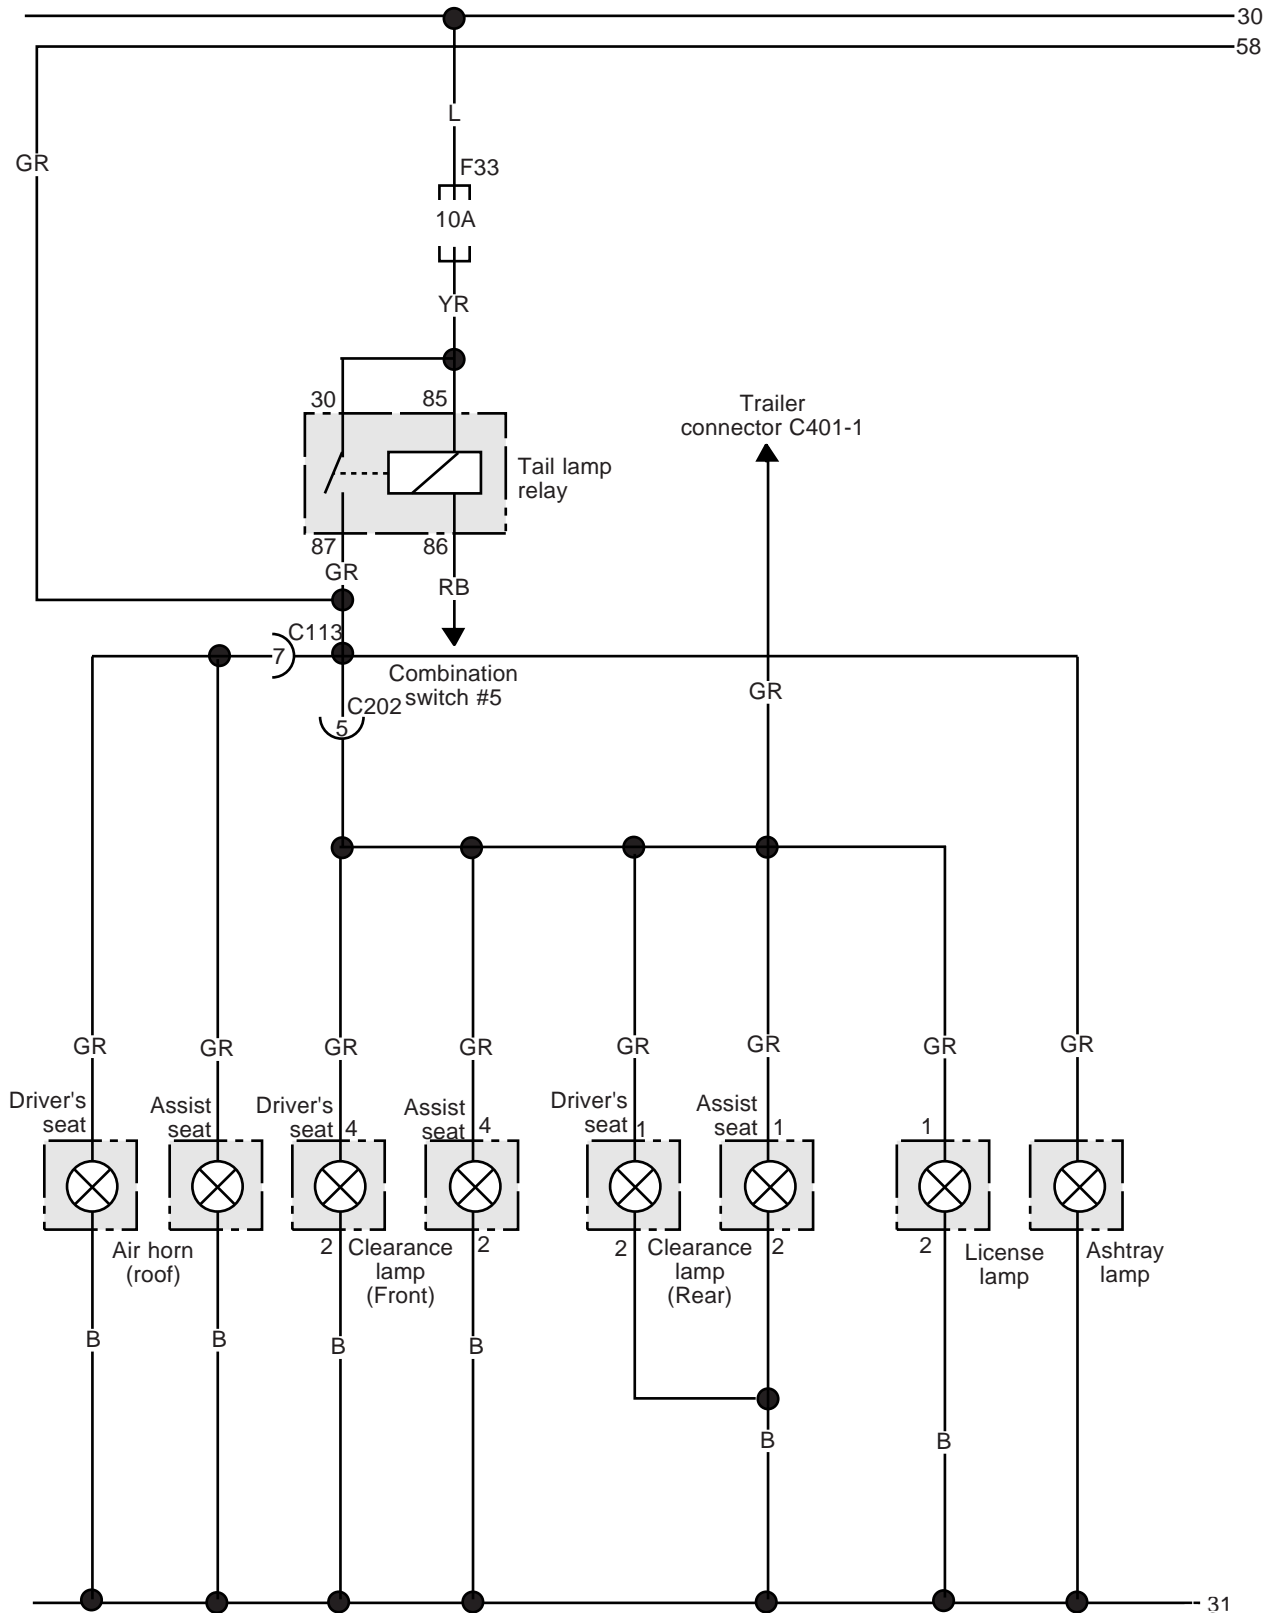 30
58
L
GR
F33
10A
YR
30
85
Trailer
connector C401-1
Tail lamp
relay
87
86
GR
RB
C113
7
Combination
switch #5
GR
C202
5
GR
GR
GR
GR
GR
GR
GR
GR
Driver's
seat
Assist
seat
Driver's
seat
4
Assist
seat
4
Driver's
seat
1
Assist
seat
1
1
Air horn
(roof)
2
Clearance
lamp
(Front)
2
2
Clearance
lamp
(Rear)
2
2
License
lamp
Ashtray
lamp
B
B
B
B
B
B
31